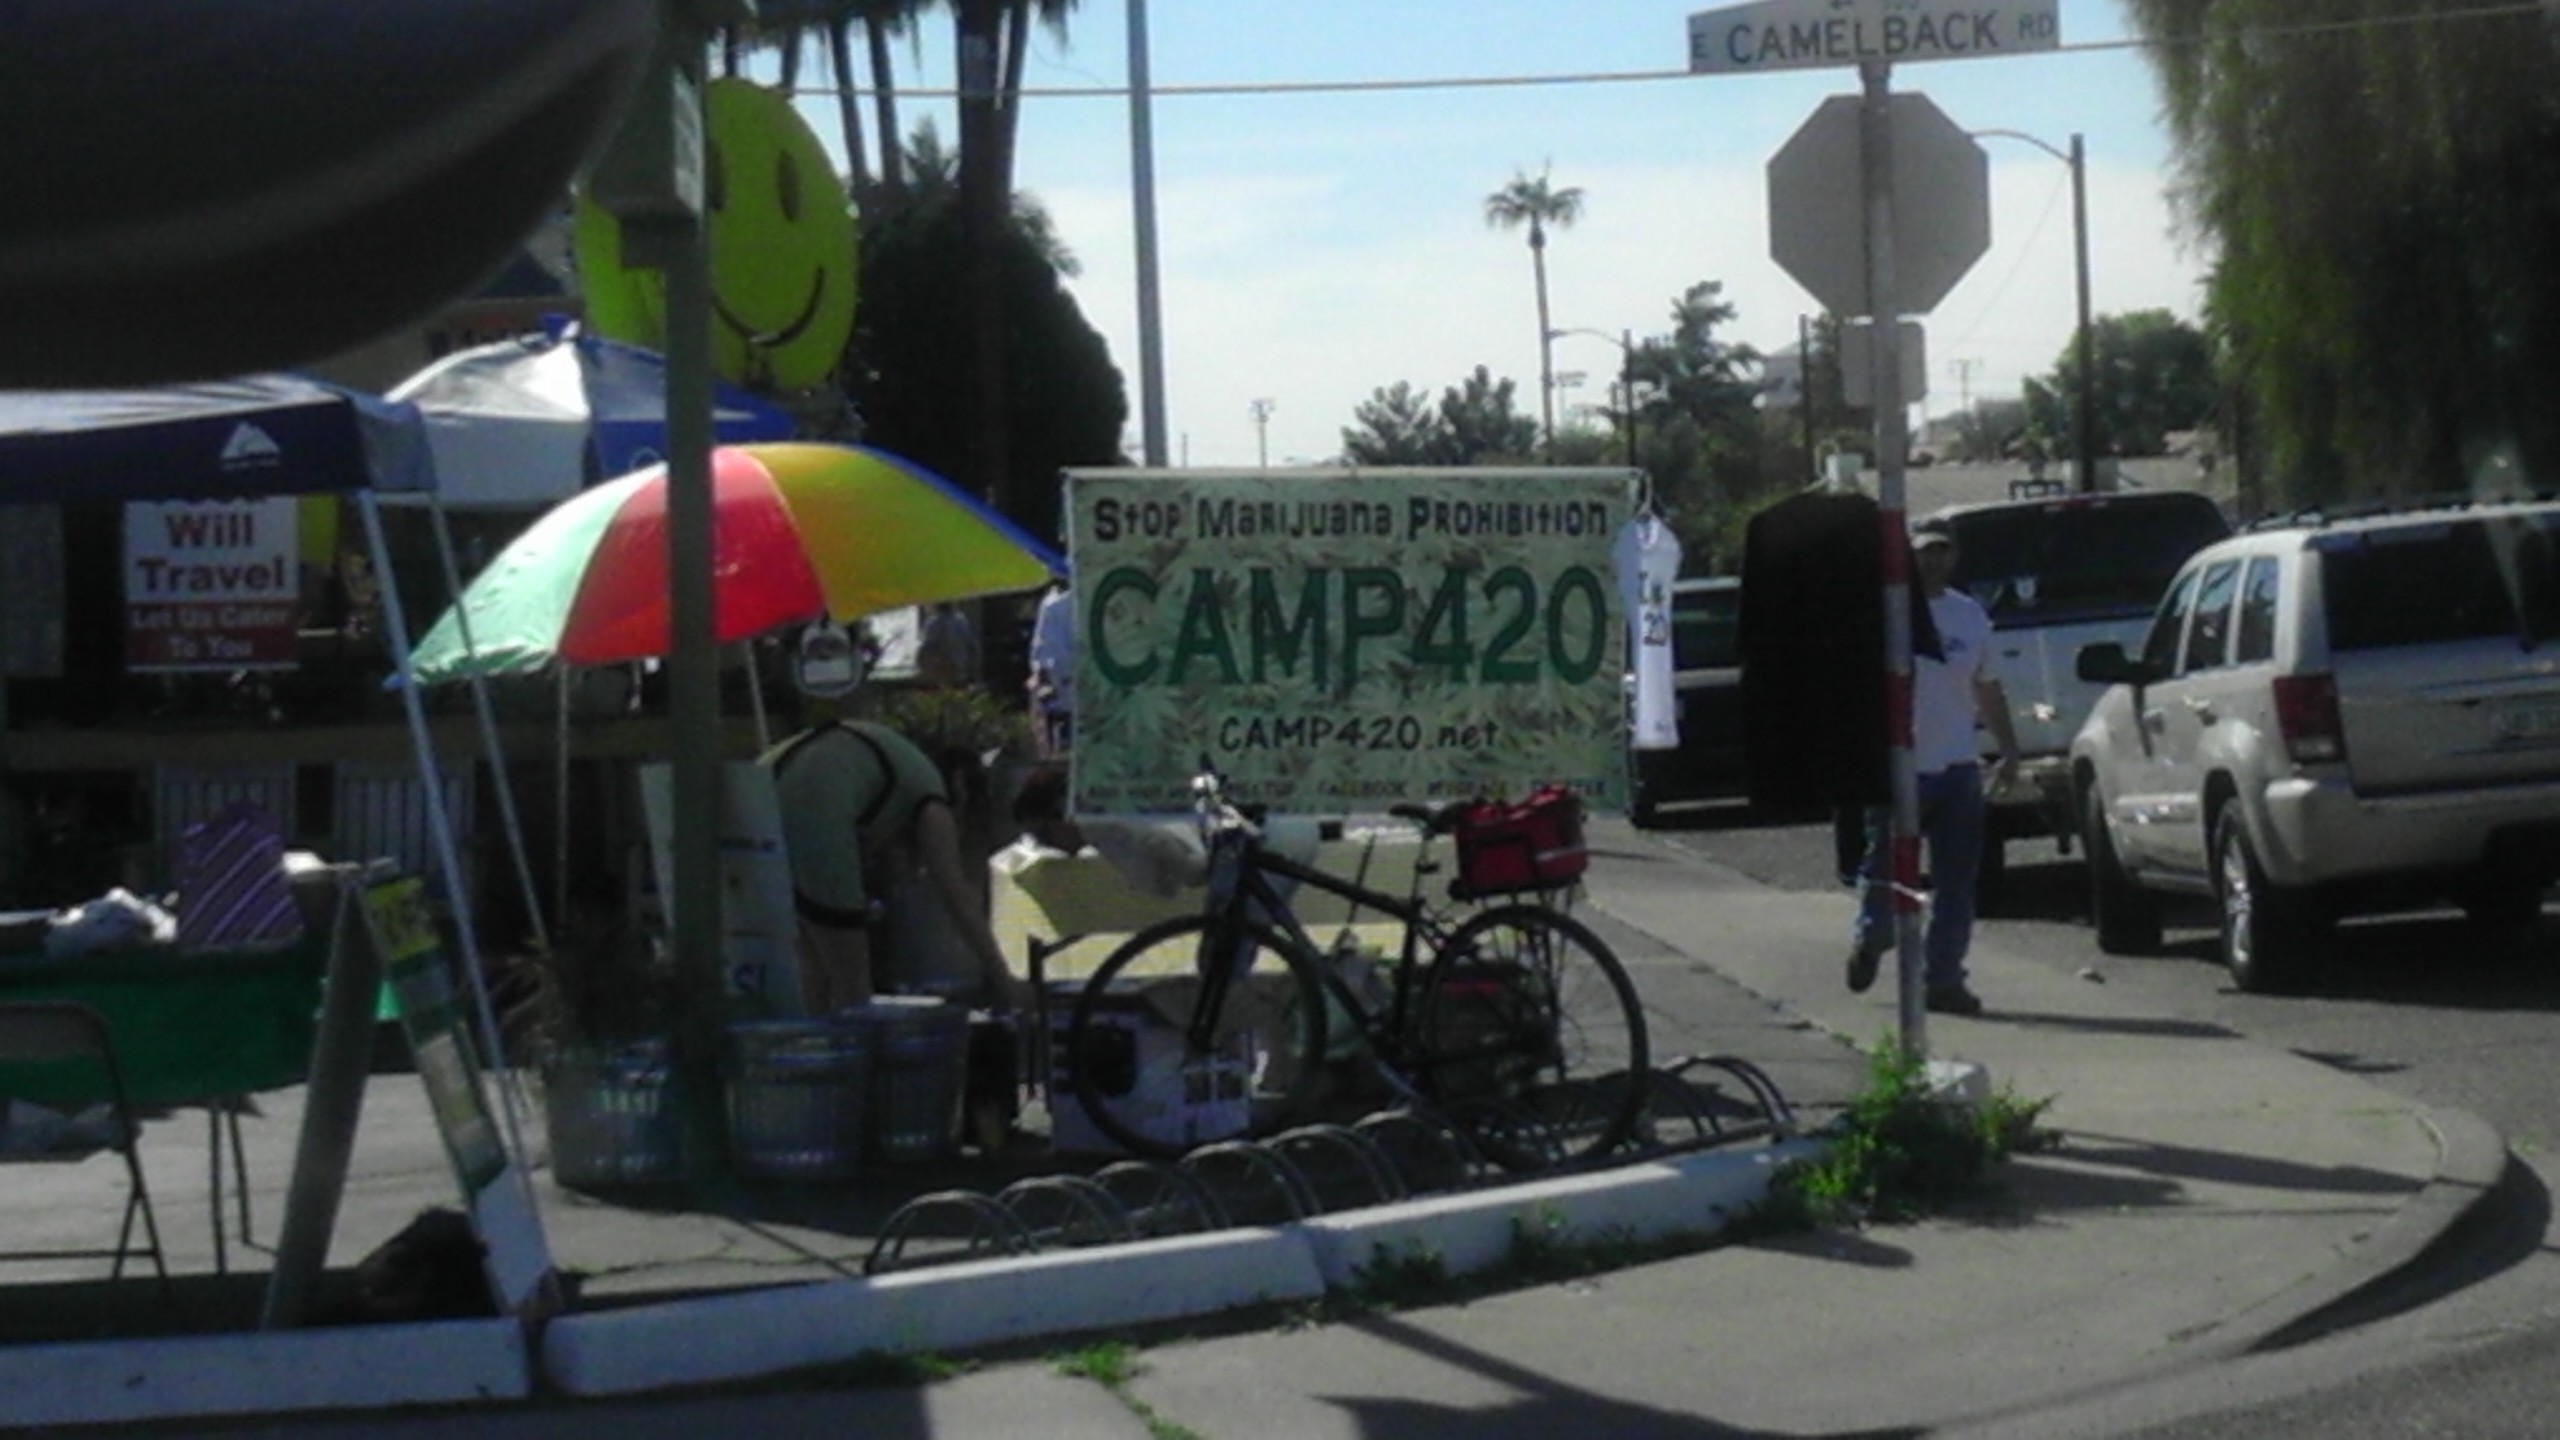 E CAMELBACK RD
Will
Travel
Let Us Cater
To You
Stop Marijuana Prohibition
CAMP420
CAMP420.net
FACEBOOK